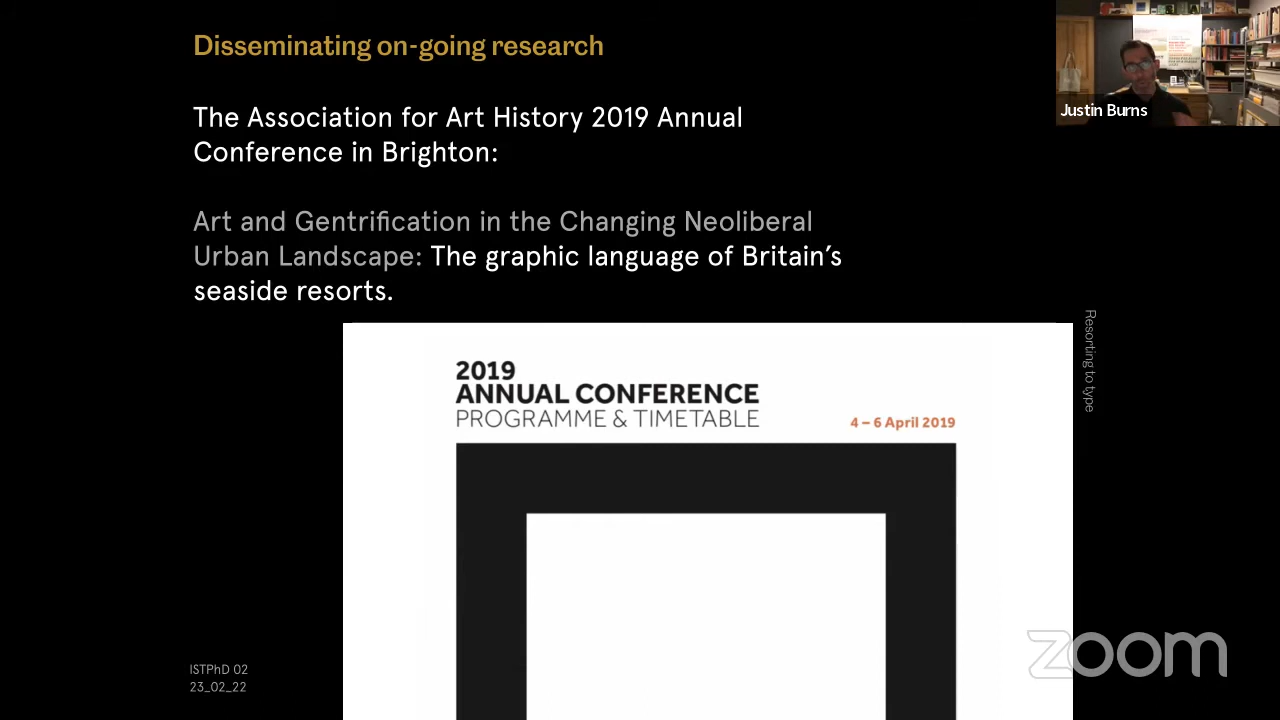 Disseminating on-going research
The Association for Art History 2019 Annual
Conference in Brighton:
Art and Gentrification in the Changing Neoliberal
Urban Landscape: The graphic language of Britain’s
seaside resorts.
2019
ANNUAL CONFERENCE
PROGRAMME & TIMETABLE
4 – 6 April 2019
Resorting to type
ISTPhD 02
23_02_22
Justin Burns
zoom